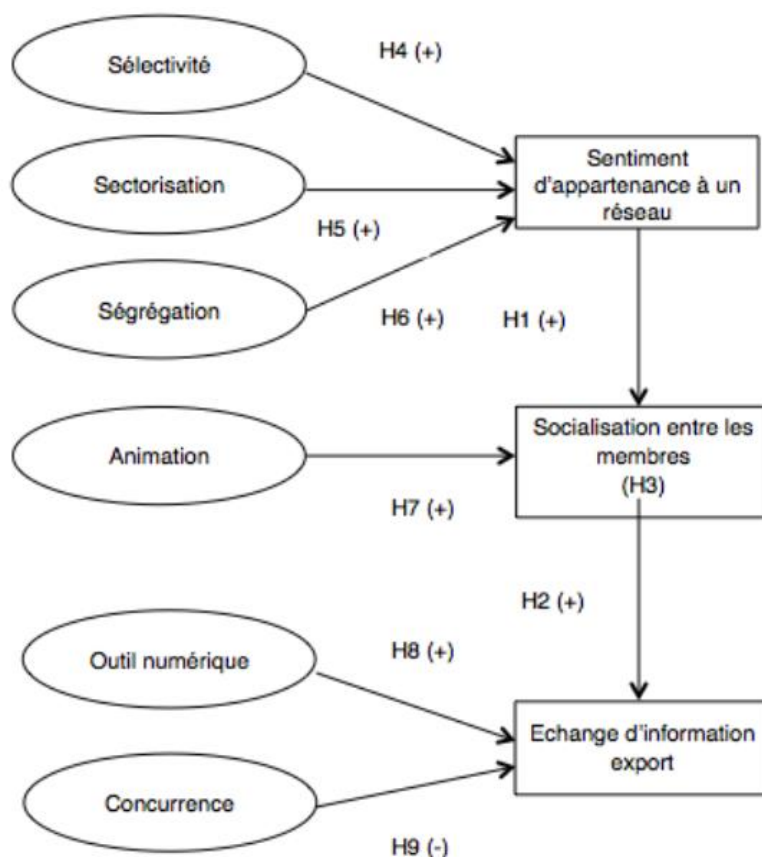 Sélectivité
H4 (+)
Sectorisation
Sentiment
d'appartenance à un
réseau
H5 (+)
Ségrégation
H6 (+)
H1 (+)
Animation
Socialisation entre les
membres
(H3)
H7 (+)
H2 (+)
Outil numérique
H8 (+)
Echange d'information
export
Concurrence
H9 (-)